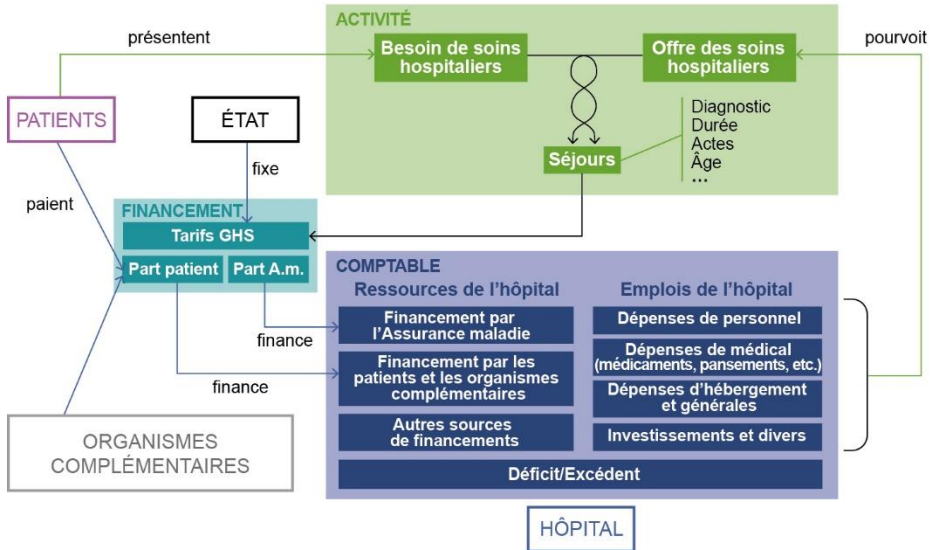 ACTIVITÉ
présentent
Besoin de soins
hospitaliers
Offre des soins
hospitaliers
pourvoit
PATIENTS
ÉTAT
Diagnostic
Durée
Actes
Âge
...
Séjours
fixe
paient
FINANCEMENT
Tarifs GHS
Part patient
Part A.m.
COMPTABLE
Ressources de l'hôpital
Emplois de l'hôpital
Financement par
l'Assurance maladie
finance
Financement par les
patients et les organismes
complémentaires
finance
Autres sources
de financements
Dépenses de personnel
Dépenses de médical
(médicaments, pansements, etc.)
Dépenses d'hébergement
et générales
Investissements et divers
ORGANISMES
COMPLÉMENTAIRES
Déficit/Excédent
HÔPITAL